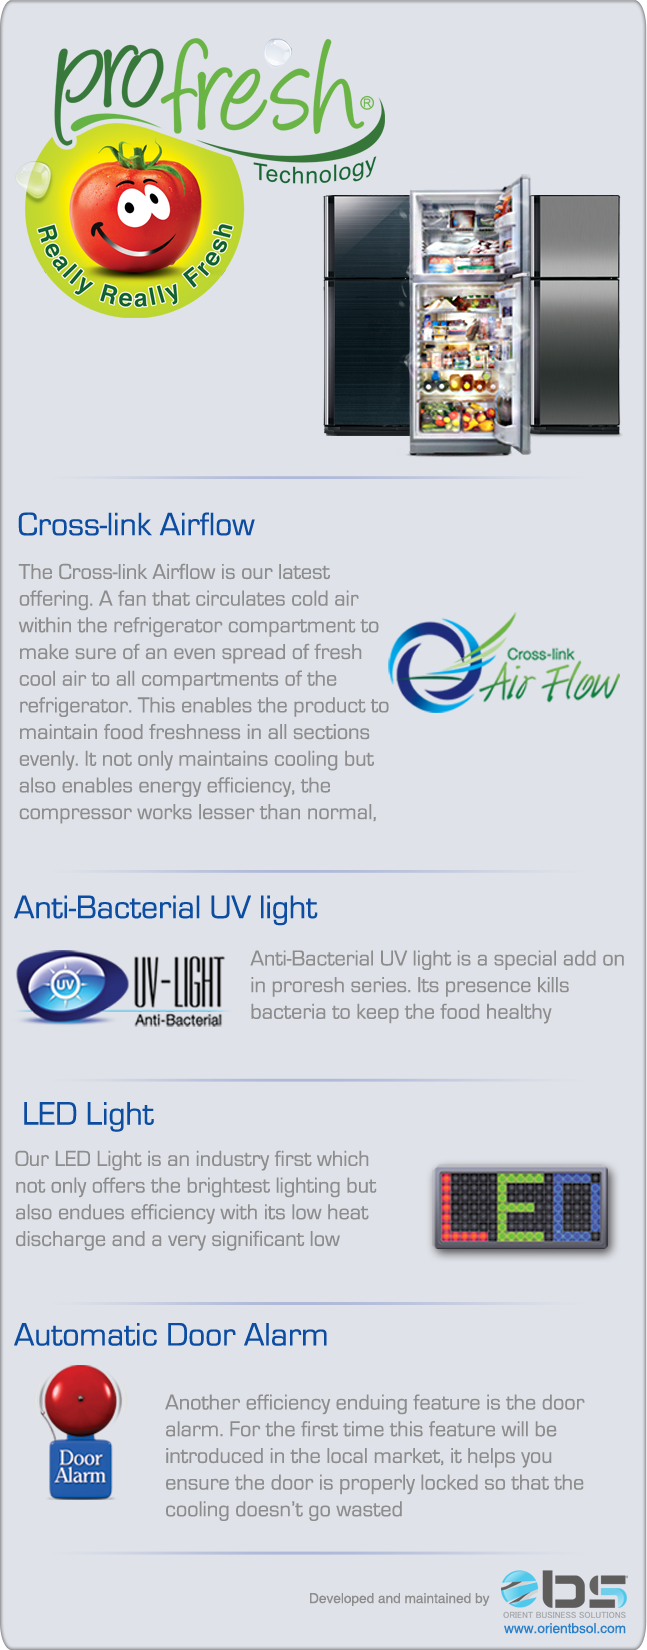 profresh®
Technology
Really Really Fresh
Cross-link Airflow
The Cross-link Airflow is our latest
offering. A fan that circulates cold air
within the refrigerator compartment to
make sure of an even spread of fresh
cool air to all compartments of the
refrigerator. This enables the product to
maintain food freshness in all sections
evenly. It not only maintains cooling but
also enables energy efficiency, the
compressor works lesser than normal,
Cross-link
Air Flow
Anti-Bacterial UV light
UV
UV-LIGHT
Anti-Bacterial
Anti-Bacterial UV light is a special add on
in proresh series. Its presence kills
bacteria to keep the food healthy
LED Light
Our LED Light is an industry first which
not only offers the brightest lighting but
also endues efficiency with its low heat
discharge and a very significant low
LED
Automatic Door Alarm
Door
Alarm
Another efficiency enduing feature is the door
alarm. For the first time this feature will be
introduced in the local market, it helps you
ensure the door is properly locked so that the
cooling doesn't go wasted
Developed and maintained by
obs
ORIENT BUSINESS SOLUTIONS
www.orientbsol.com